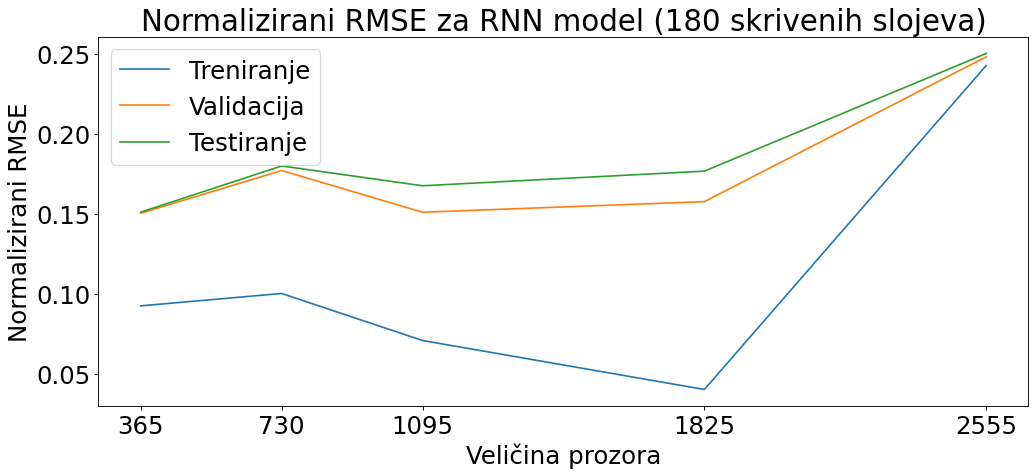 Normalizirani RMSE za RNN model (180 skrivenih slojeva)
Normalizirani RMSE
0.25
0.20
0.15
0.10
0.05
Treniranje
Validacija
Testiranje
365 730 1095 1825 2555
Veličina prozora